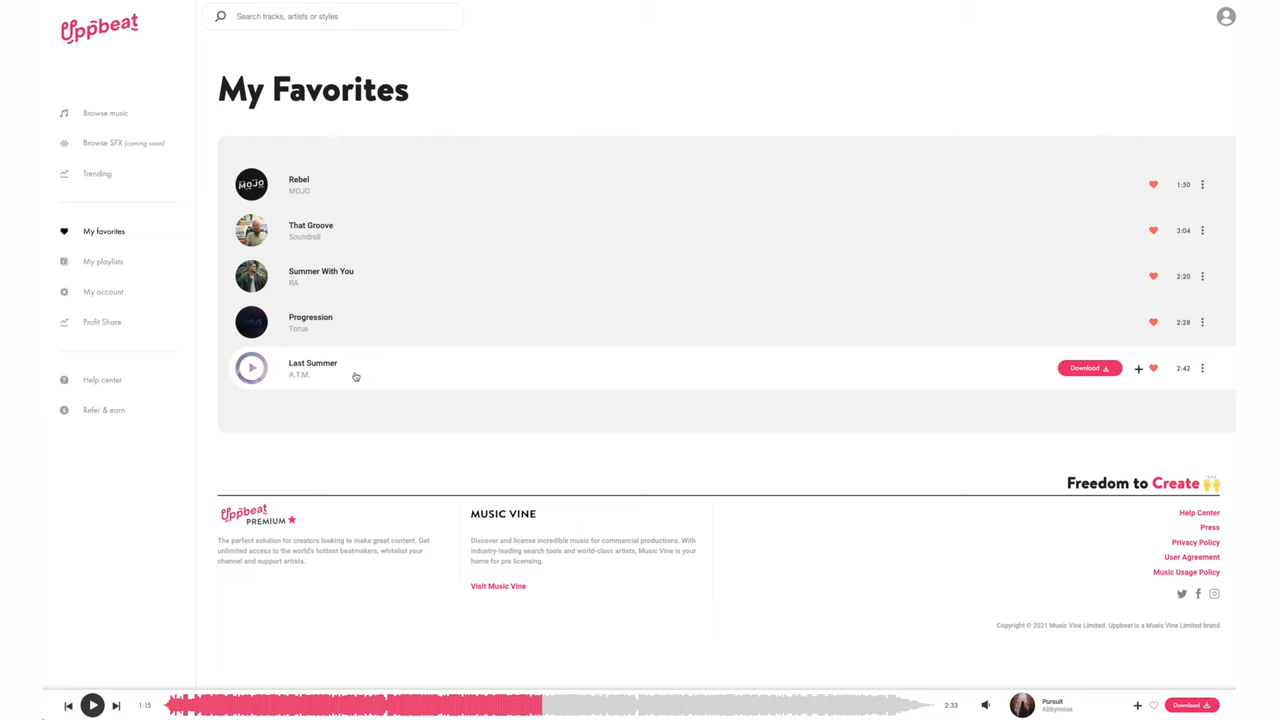 Uppbeat
Search tracks, artists or styles
Browse music
Browse SFX (coming soon)
Trending
My favorites
My playlists
My account
Profit Share
Help center
Refer & earn
My Favorites
MOJO
Rebel
MOJO
1:50
That Groove
Soundroll
3:04
Summer With You
RA
2:20
TORUS
Progression
Torus
2:28
Last Summer
A.T.M.
Download
2:42
Freedom to Create 🙌
Uppbeat
PREMIUM
The perfect solution for creators looking to make great content. Get
unlimited access to the world's hottest beatmakers, whitelist your
channel and support artists.
MUSIC VINE
Discover and license incredible music for commercial productions. With
industry-leading search tools and world-class artists, Music Vine is your
home for pro licensing.
Visit Music Vine
Help Center
Press
Privacy Policy
User Agreement
Music Usage Policy
Copyright © 2021 Music Vine Limited. Uppbeat is a Music Vine Limited brand
1:15
2:33
Pursuit
Abbynoise
Download